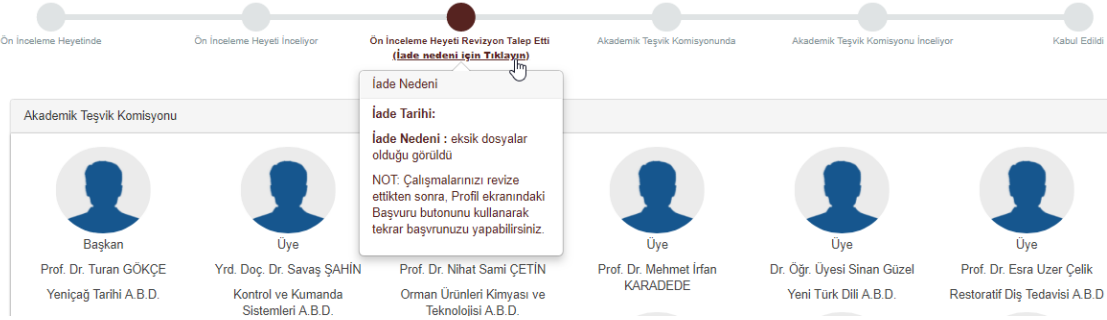 Ön İnceleme Heyetinde
Ön İnceleme Heyeti İnceliyor
Ön İnceleme Heyeti Revizyon Talep Etti
(İade nedeni için Tıklayın)
Akademik Teşvik Komisyonunda
Akademik Teşvik Komisyonu İnceliyor
Kabul Edildi
İade Nedeni
İade Tarihi:
İade Nedeni : eksik dosyalar
olduğu görüldü
NOT: Çalışmalarınızı revize
ettikten sonra, Profil ekranındaki
Başvuru butonunu kullanarak
tekrar başvrunuzu yapabilirsiniz.
Akademik Teşvik Komisyonu
Başkan
Prof. Dr. Turan GÖKÇE
Yeniçağ Tarihi A.B.D.
Üye
Yrd. Doç. Dr. Savaş ŞAHİN
Kontrol ve Kumanda
Sistemleri A.B.D.
Prof. Dr. Nihat Sami ÇETİN
Orman Ürünleri Kimyası ve
Teknolojisi A.B.D.
Üye
Prof. Dr. Mehmet İrfan
KARADEDE
Üye
Dr. Öğr. Üyesi Sinan Güzel
Yeni Türk Dili A.B.D.
Üye
Prof. Dr. Esra Uzer Çelik
Restoratif Diş Tedavisi A.B.D